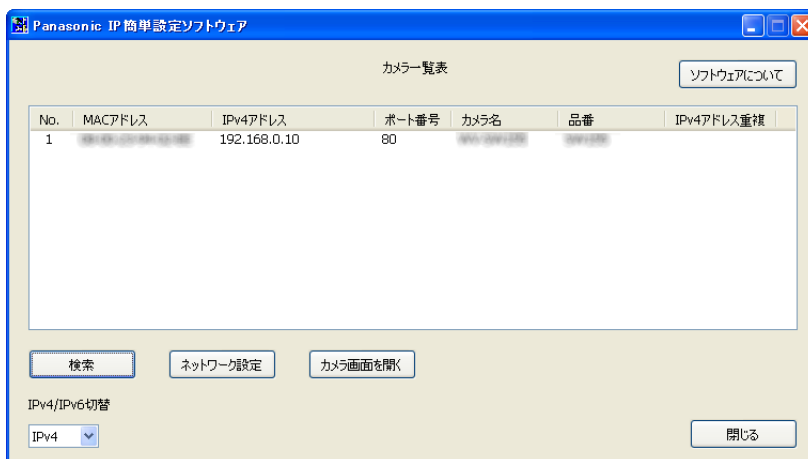 Panasonic IP簡単設定ソフトウェア
カメラ一覧表
ソフトウェアについて
No. MACアドレス IPv4アドレス ポート番号 カメラ名 品番 IPv4アドレス重複
1 192.168.0.10 80
検索 ネットワーク設定 カメラ画面を開く
IPv4/IPv6切替
IPv4
閉じる